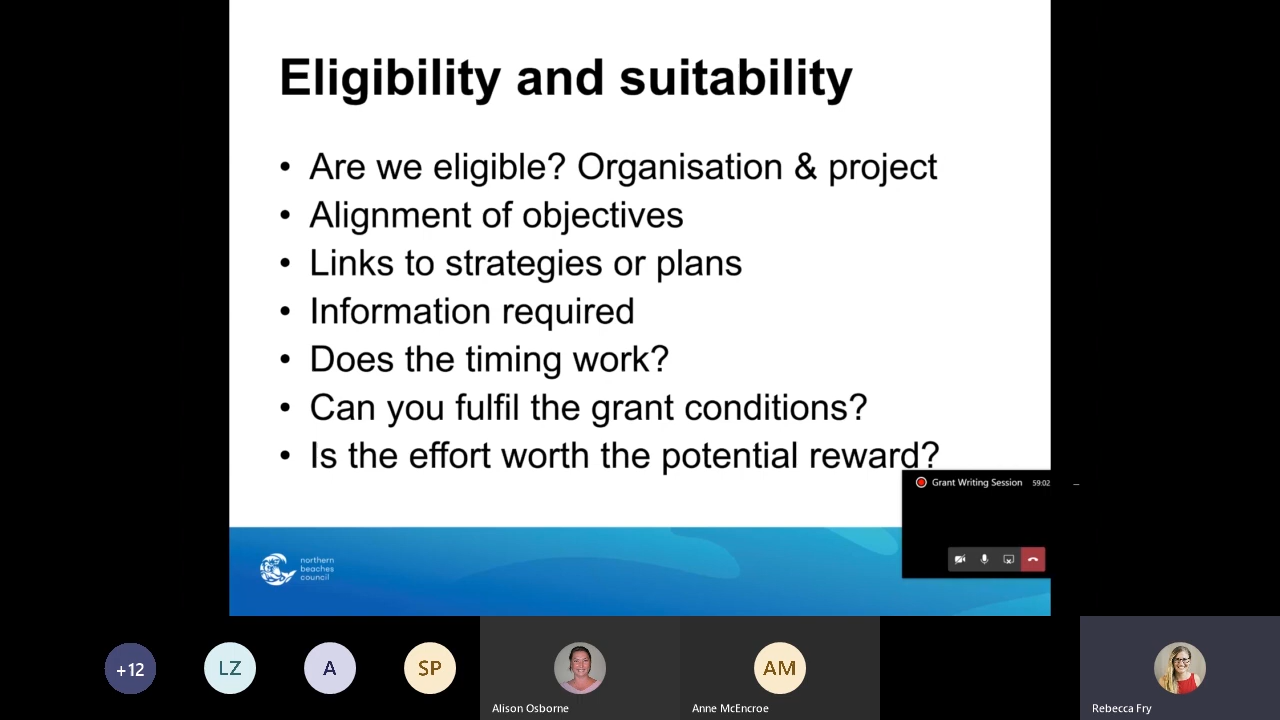 Eligibility and suitability
• Are we eligible? Organisation & project
• Alignment of objectives
• Links to strategies or plans
• Information required
• Does the timing work?
• Can you fulfil the grant conditions?
• Is the effort worth the potential reward?
Grant Writing Session 59:02
northern
beaches
council
+12
LZ
A
SP
AM
Alison Osborne
Anne McEncroe
Rebecca Fry